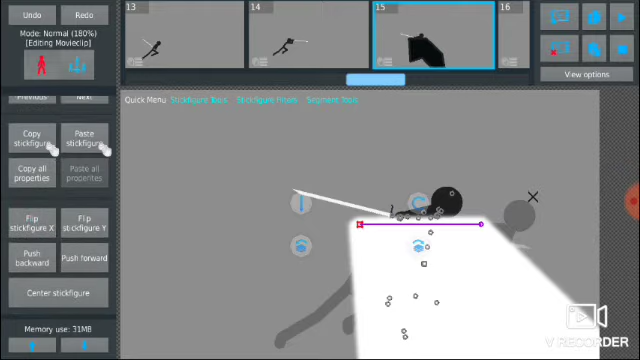 Undo
Redo
Mode: Normal (180%)
[Editing Movieclip]
Previous
Next
Copy
stickfigure
Paste
stickfigure
Copy all
properties
Paste all
properties
Flip
stickfigure X
Flip
stickfigure Y
Push
backward
Push forward
Center stickfigure
Memory use: 31MB
13
14
15
16
View options
Quick Menu
Stickfigure Tools
Stickfigure Filters
Segment Tools
V RECORDER